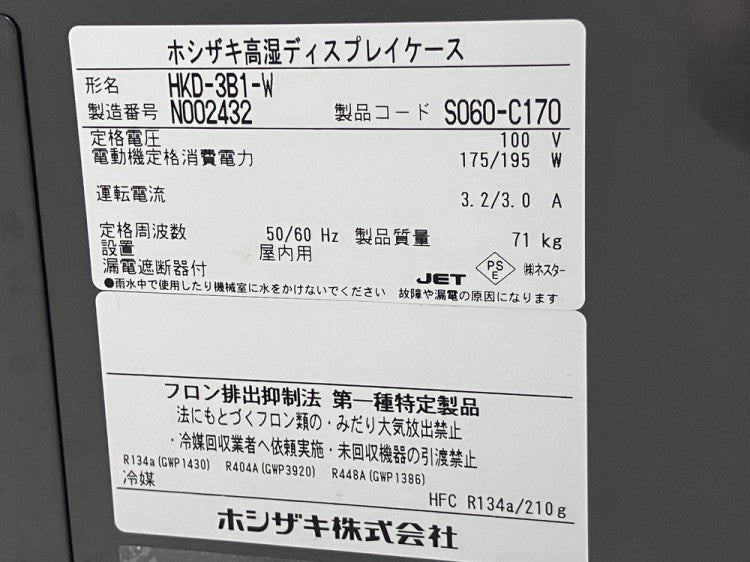 ホシザキ高湿ディスプレイケース
形名 HKD-3B1-W
製造番号 N002432 製品コード S060-C170
定格電圧 100 V
電動機定格消費電力 175/195 W
運転電流 3.2/3.0 A
定格周波数 50/60 Hz 製品質量 71 kg
設置 屋内用
漏電遮断器付 JET PSE ㈱ネスター
●雨水中で使用したり機械室に水をかけないでください 故障や漏電の原因になります
フロン排出抑制法 第一種特定製品
法にもとづくフロン類の・みだり大気放出禁止
・冷媒回収業者へ依頼実施・未回収機器の引渡禁止
R134a(GWP1430) R404A(GWP3920) R448A(GWP1386)
冷媒 HFC R134a/210g
ホシザキ株式会社